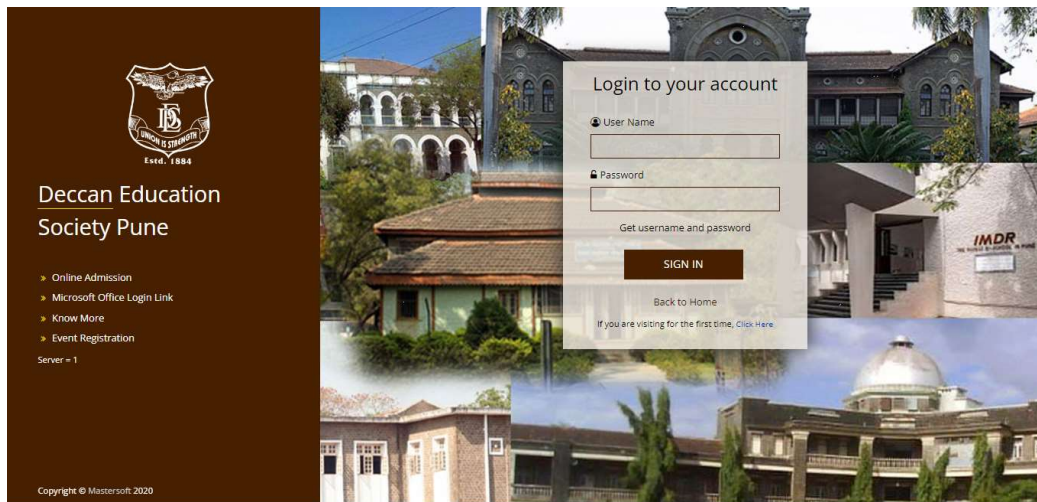 DES
UNION IS STRENGTH
Estd. 1884
Deccan Education
Society Pune
» Online Admission
» Microsoft Office Login Link
» Know More
» Event Registration
Server = 1
Copyright © Mastersoft 2020
Login to your account
User Name
Password
Get username and password
SIGN IN
Back to Home
If you are visiting for the first time, Click Here
IMDR